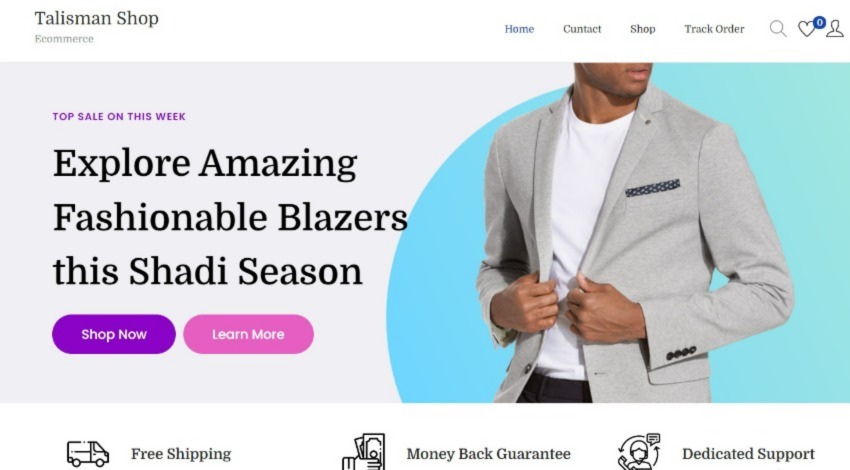 Talisman Shop
Ecommerce
Home Cuntact Shop Track Order 0
TOP SALE ON THIS WEEK
Explore Amazing
Fashionable Blazers
this Shadi Season
Shop Now Learn More
Free Shipping Money Back Guarantee Dedicated Support